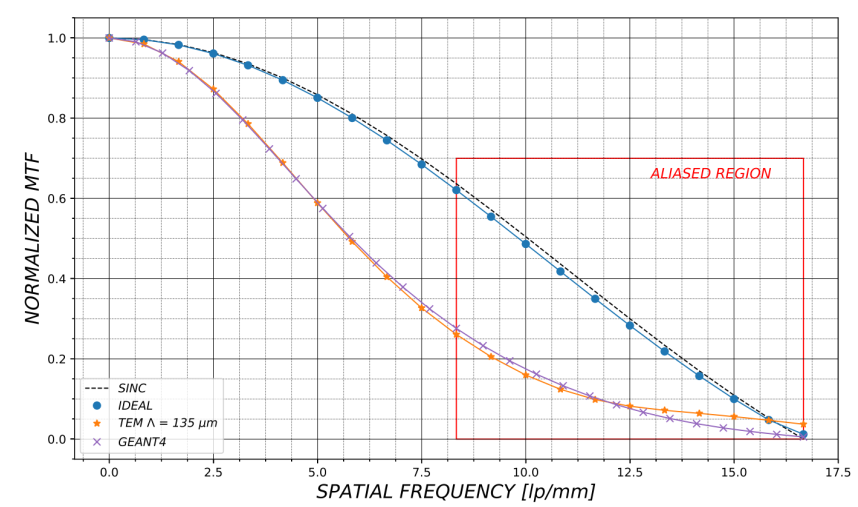 1.0
0.8
0.6
0.4
0.2
0.0
NORMALIZED MTF
ALIASED REGION
SINC
IDEAL
TEM Λ = 135 μm
GEANT4
0.0 2.5 5.0 7.5 10.0 12.5 15.0 17.5
SPATIAL FREQUENCY [lp/mm]